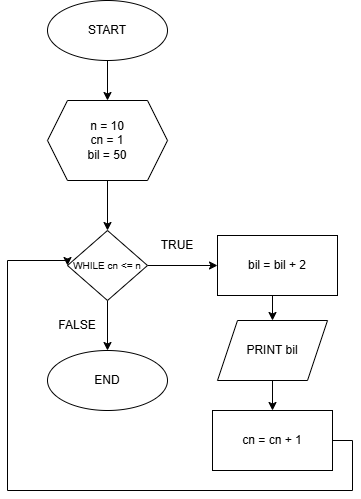 START
n = 10
cn = 1
bil = 50
TRUE
WHILE cn <= n
bil = bil + 2
FALSE
PRINT bil
END
cn = cn + 1